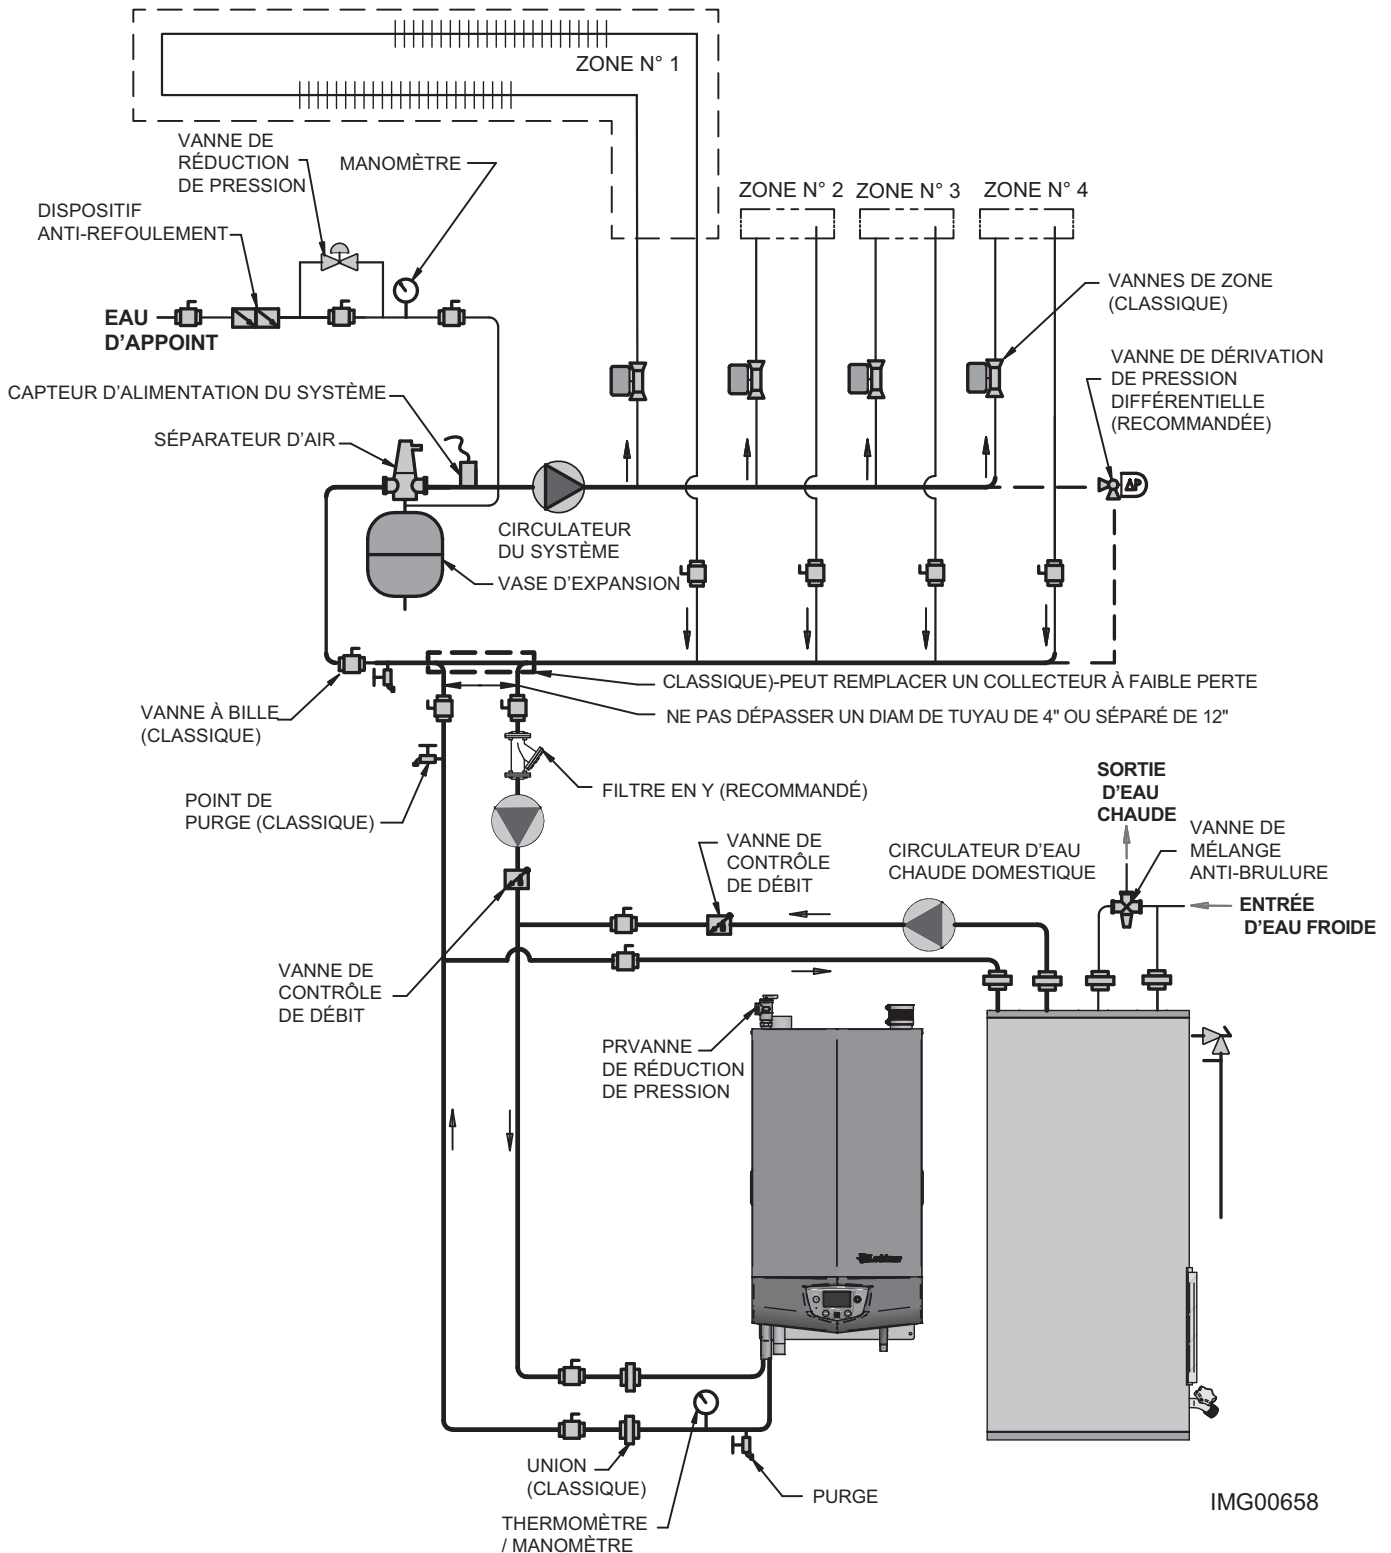 ZONE N° 1
VANNE DE
RÉDUCTION
DE PRESSION
MANOMÈTRE
ZONE N° 2
ZONE N° 3
ZONE N° 4
DISPOSITIF
ANTI-REFOULEMENT
EAU
D'APPOINT
VANNES DE ZONE
(CLASSIQUE)
VANNE DE DÉRIVATION
DE PRESSION
DIFFÉRENTIELLE
(RECOMMANDÉE)
CAPTEUR D'ALIMENTATION DU SYSTÈME
SÉPARATEUR D'AIR
ΔP
CIRCULATEUR
DU SYSTÈME
VASE D'EXPANSION
CLASSIQUE)-PEUT REMPLACER UN COLLECTEUR À FAIBLE PERTE
NE PAS DÉPASSER UN DIAM DE TUYAU DE 4" OU SÉPARÉ DE 12"
VANNE À BILLE
(CLASSIQUE)
POINT DE
PURGE (CLASSIQUE)
FILTRE EN Y (RECOMMANDÉ)
SORTIE
D'EAU
CHAUDE
VANNE DE
CONTRÔLE
DE DÉBIT
CIRCULATEUR D'EAU
CHAUDE DOMESTIQUE
VANNE DE
MÉLANGE
ANTI-BRULURE
ENTRÉE
D'EAU FROIDE
VANNE DE
CONTRÔLE
DE DÉBIT
PRVANNE
DE RÉDUCTION
DE PRESSION
UNION
(CLASSIQUE)
PURGE
THERMOMÈTRE
/ MANOMÈTRE
IMG00658